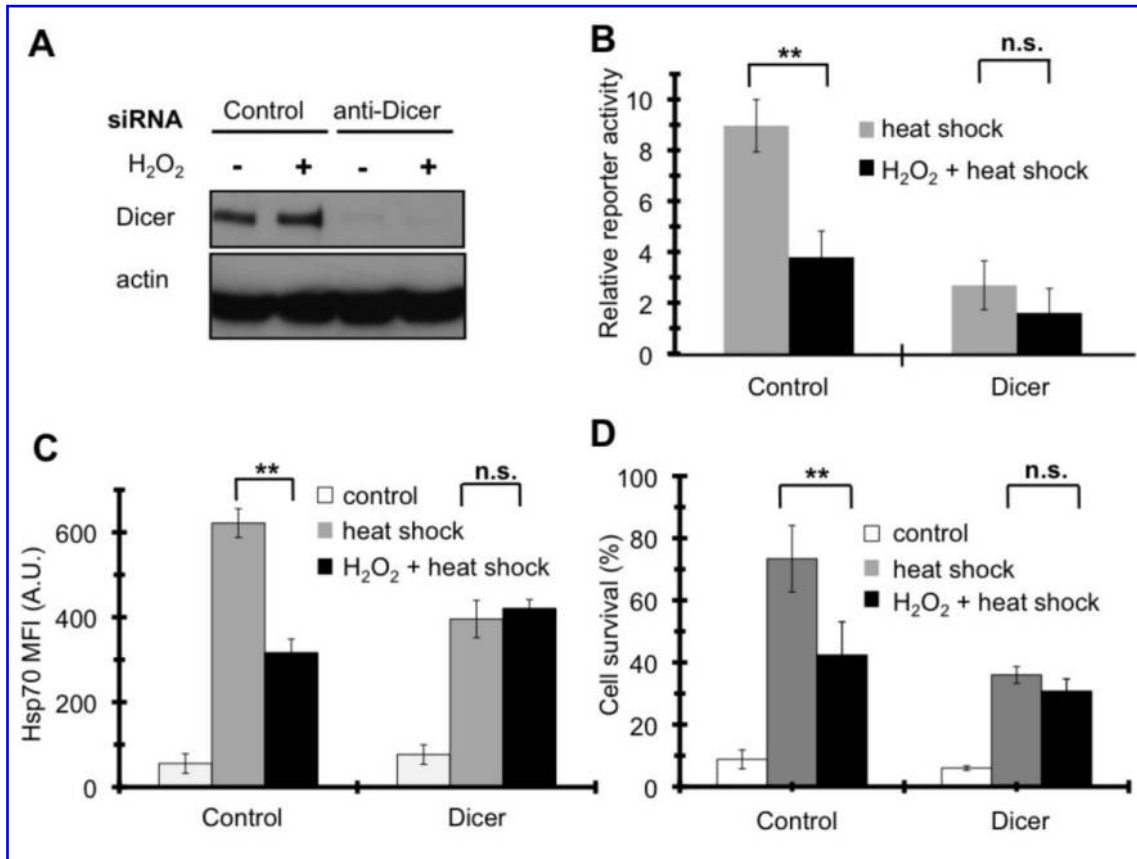 A
siRNA Control anti-Dicer
H₂O₂ - + - +
Dicer
actin
B
Relative reporter activity
10
8
6
4
2
0
** n.s.
heat shock
H₂O₂ + heat shock
Control Dicer
C
Hsp70 MFI (A.U.)
600
400
200
0
** n.s.
control
heat shock
H₂O₂ + heat shock
Control Dicer
D
Cell survival (%)
100
80
60
40
20
0
** n.s.
control
heat shock
H₂O₂ + heat shock
Control Dicer